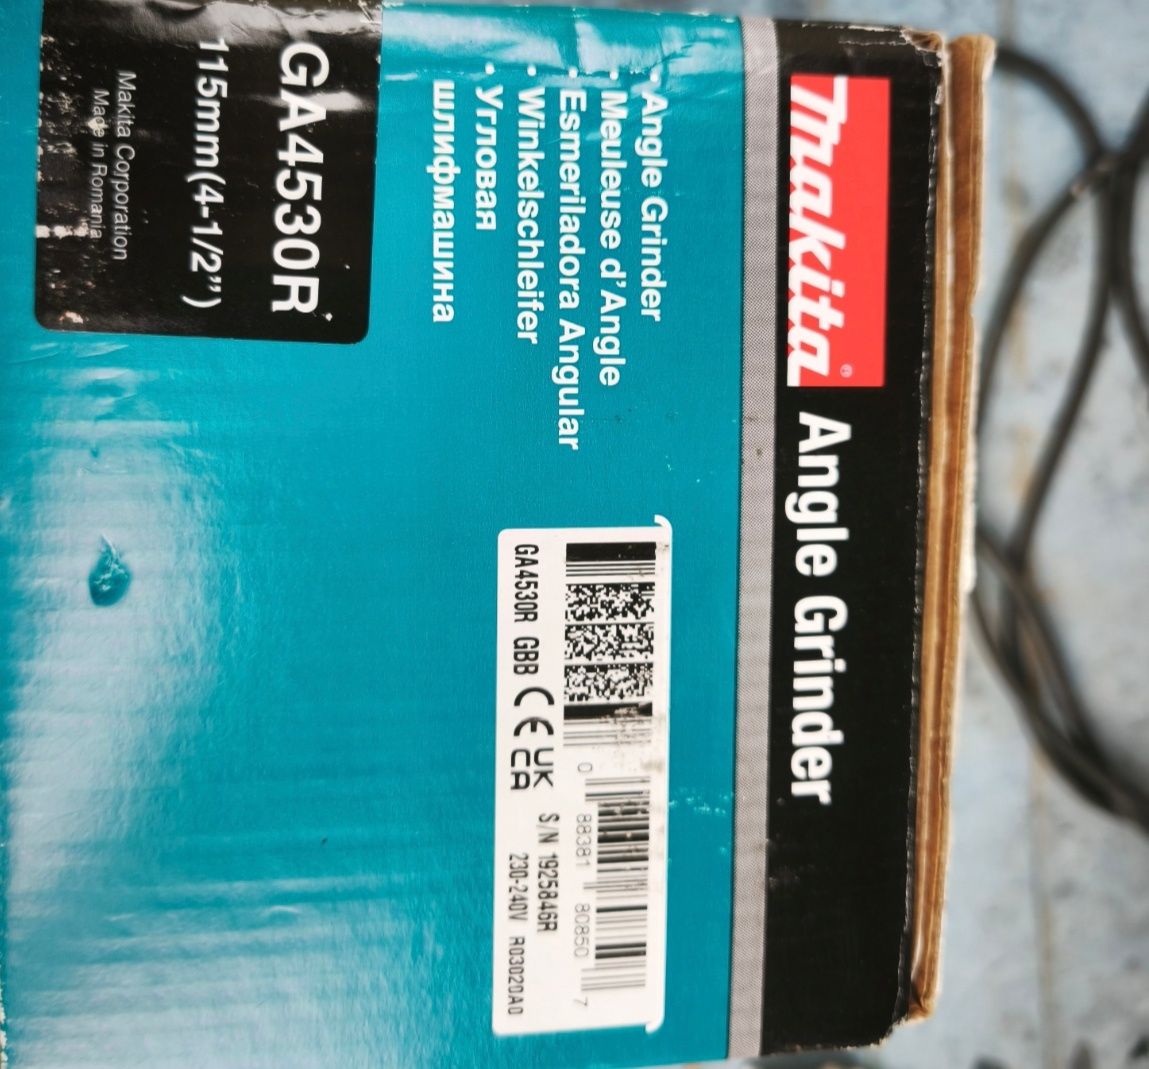 makita® Angle Grinder
· Angle Grinder
· Meuleuse d'Angle
· Esmeriladora Angular
· Winkelschleifer
· Угловая
шлифмашина
GA4530R
115mm(4-1/2")
Makita Corporation
Made in Romania
0 88381 80850 7
GA4530R GBB CE UK CA S/N 1925846R
230-240V R03020A0